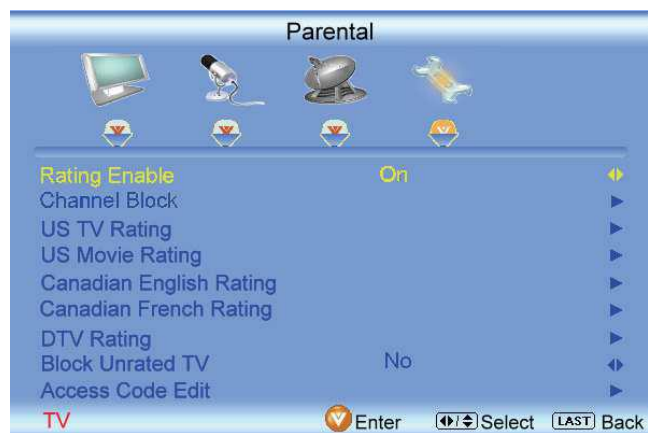 Parental
Rating Enable On
Channel Block
US TV Rating
US Movie Rating
Canadian English Rating
Canadian French Rating
DTV Rating
Block Unrated TV No
Access Code Edit
TV Enter Select LAST Back